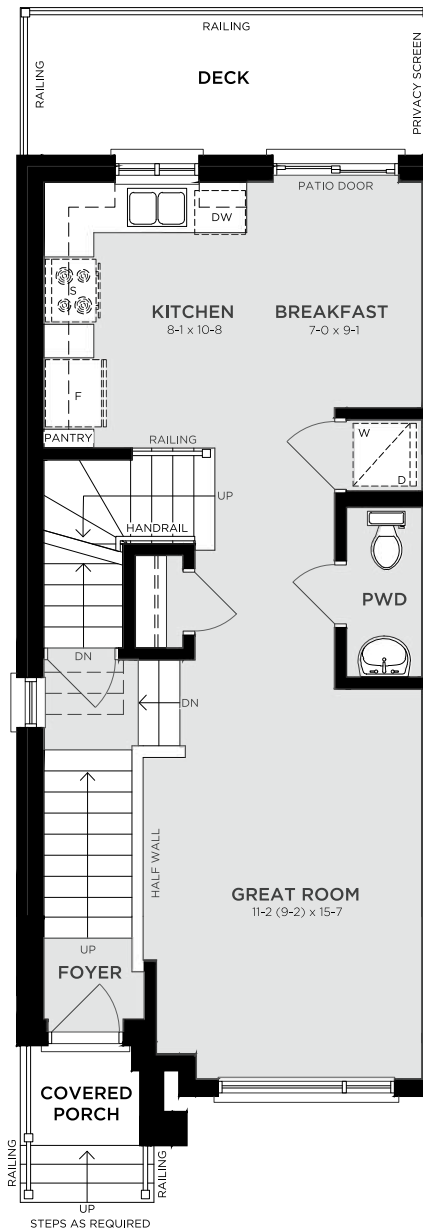 RAILING
RAILING
DECK
PRIVACY SCREEN
PATIO DOOR
DW
S
KITCHEN
8-1 x 10-8
BREAKFAST
7-0 x 9-1
F
PANTRY
RAILING
W
D
UP
HANDRAIL
PWD
DN
DN
HALF WALL
GREAT ROOM
11-2 (9-2) x 15-7
UP
FOYER
COVERED
PORCH
RAILING
RAILING
UP
STEPS AS REQUIRED